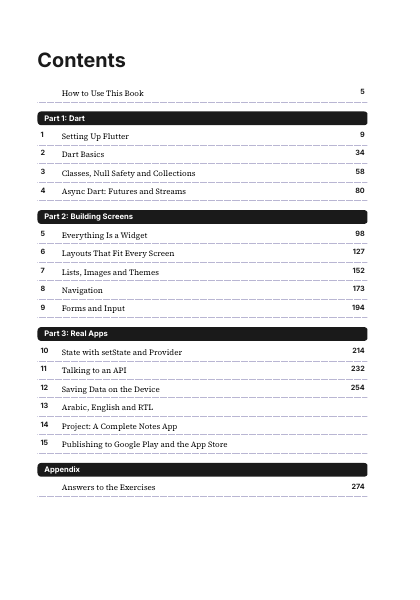 Contents
How to Use This Book 5
Part 1: Dart
1 Setting Up Flutter 9
2 Dart Basics 34
3 Classes, Null Safety and Collections 58
4 Async Dart: Futures and Streams 80
Part 2: Building Screens
5 Everything Is a Widget 98
6 Layouts That Fit Every Screen 127
7 Lists, Images and Themes 152
8 Navigation 173
9 Forms and Input 194
Part 3: Real Apps
10 State with setState and Provider 214
11 Talking to an API 232
12 Saving Data on the Device 254
13 Arabic, English and RTL
14 Project: A Complete Notes App
15 Publishing to Google Play and the App Store
Appendix
Answers to the Exercises 274